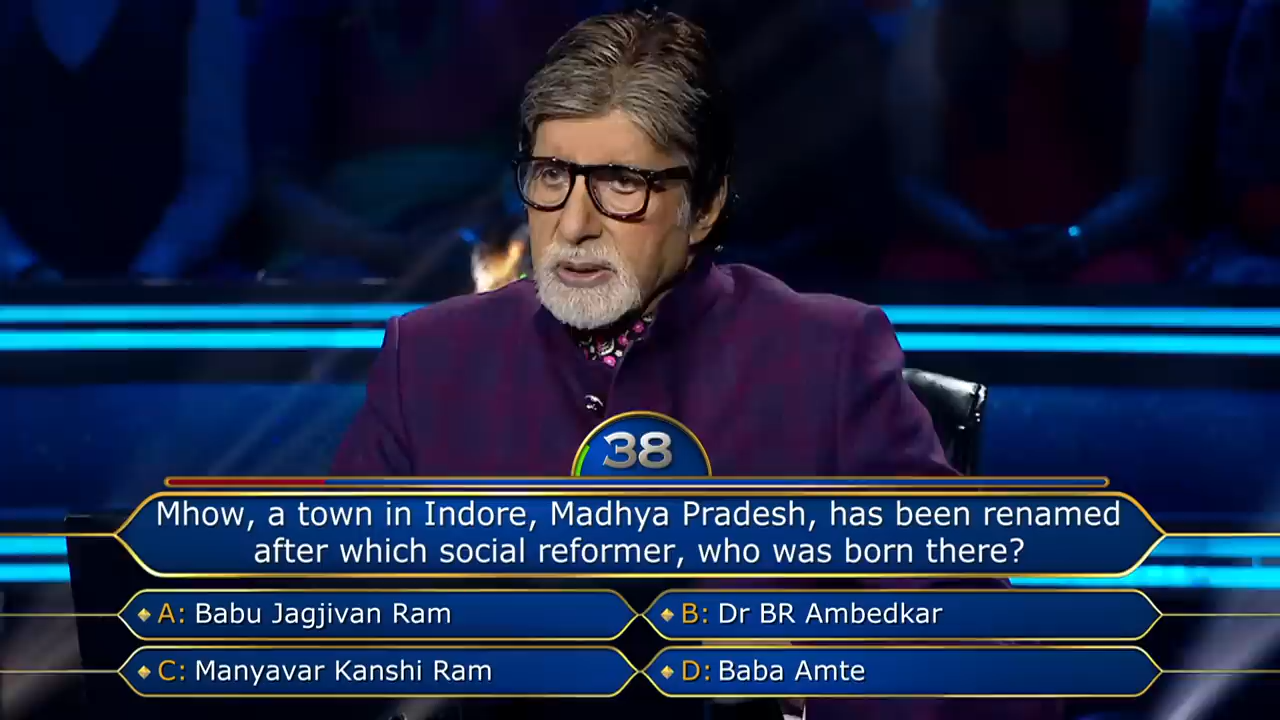 38
Mhow, a town in Indore, Madhya Pradesh, has been renamed
after which social reformer, who was born there?
A: Babu Jagjivan Ram
B: Dr BR Ambedkar
C: Manyavar Kanshi Ram
D: Baba Amte